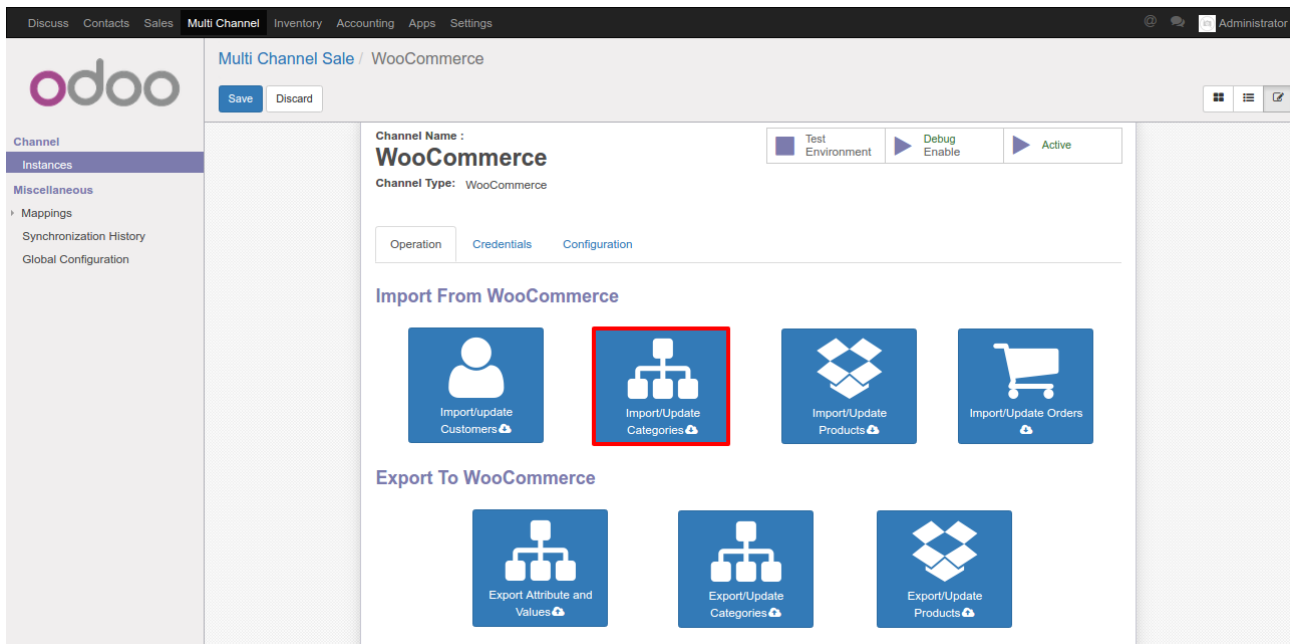 Discuss Contacts Sales Multi Channel Inventory Accounting Apps Settings @ Administrator
odoo
Multi Channel Sale / WooCommerce
Save Discard
Channel
Instances
Miscellaneous
Mappings
Synchronization History
Global Configuration
Channel Name :
WooCommerce
Channel Type: WooCommerce
Test
Environment
Debug
Enable
Active
Operation Credentials Configuration
Import From WooCommerce
Import/update
Customers
Import/Update
Categories
Import/Update
Products
Import/Update Orders
Export To WooCommerce
Export Attribute and
Values
Export/Update
Categories
Export/Update
Products